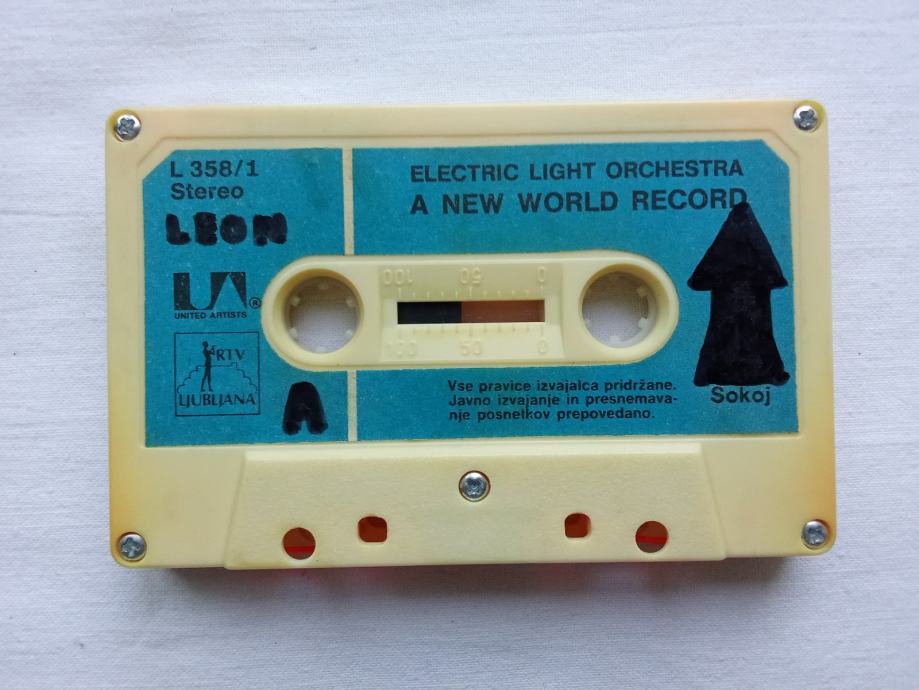 L 358/1
Stereo
LEON
UA®
UNITED ARTISTS
RTV
LJUBLJANA
A
ELECTRIC LIGHT ORCHESTRA
A NEW WORLD RECORD
100 50 0
100 50 0
Vse pravice izvajalca pridržane.
Javno izvajanje in presnemava-
nje posnetkov prepovedano.
Sokoj